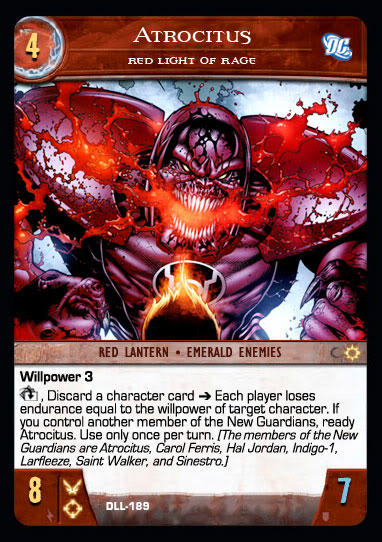 4
ATROCITUS
RED LIGHT OF RAGE
DC
RED LANTERN • EMERALD ENEMIES
C
Willpower 3
, Discard a character card ➔ Each player loses
endurance equal to the willpower of target character. If
you control another member of the New Guardians, ready
Atrocitus. Use only once per turn. [The members of the New
Guardians are Atrocitus, Carol Ferris, Hal Jordan, Indigo-1,
Larfleeze, Saint Walker, and Sinestro.]
8
DLL-189
7